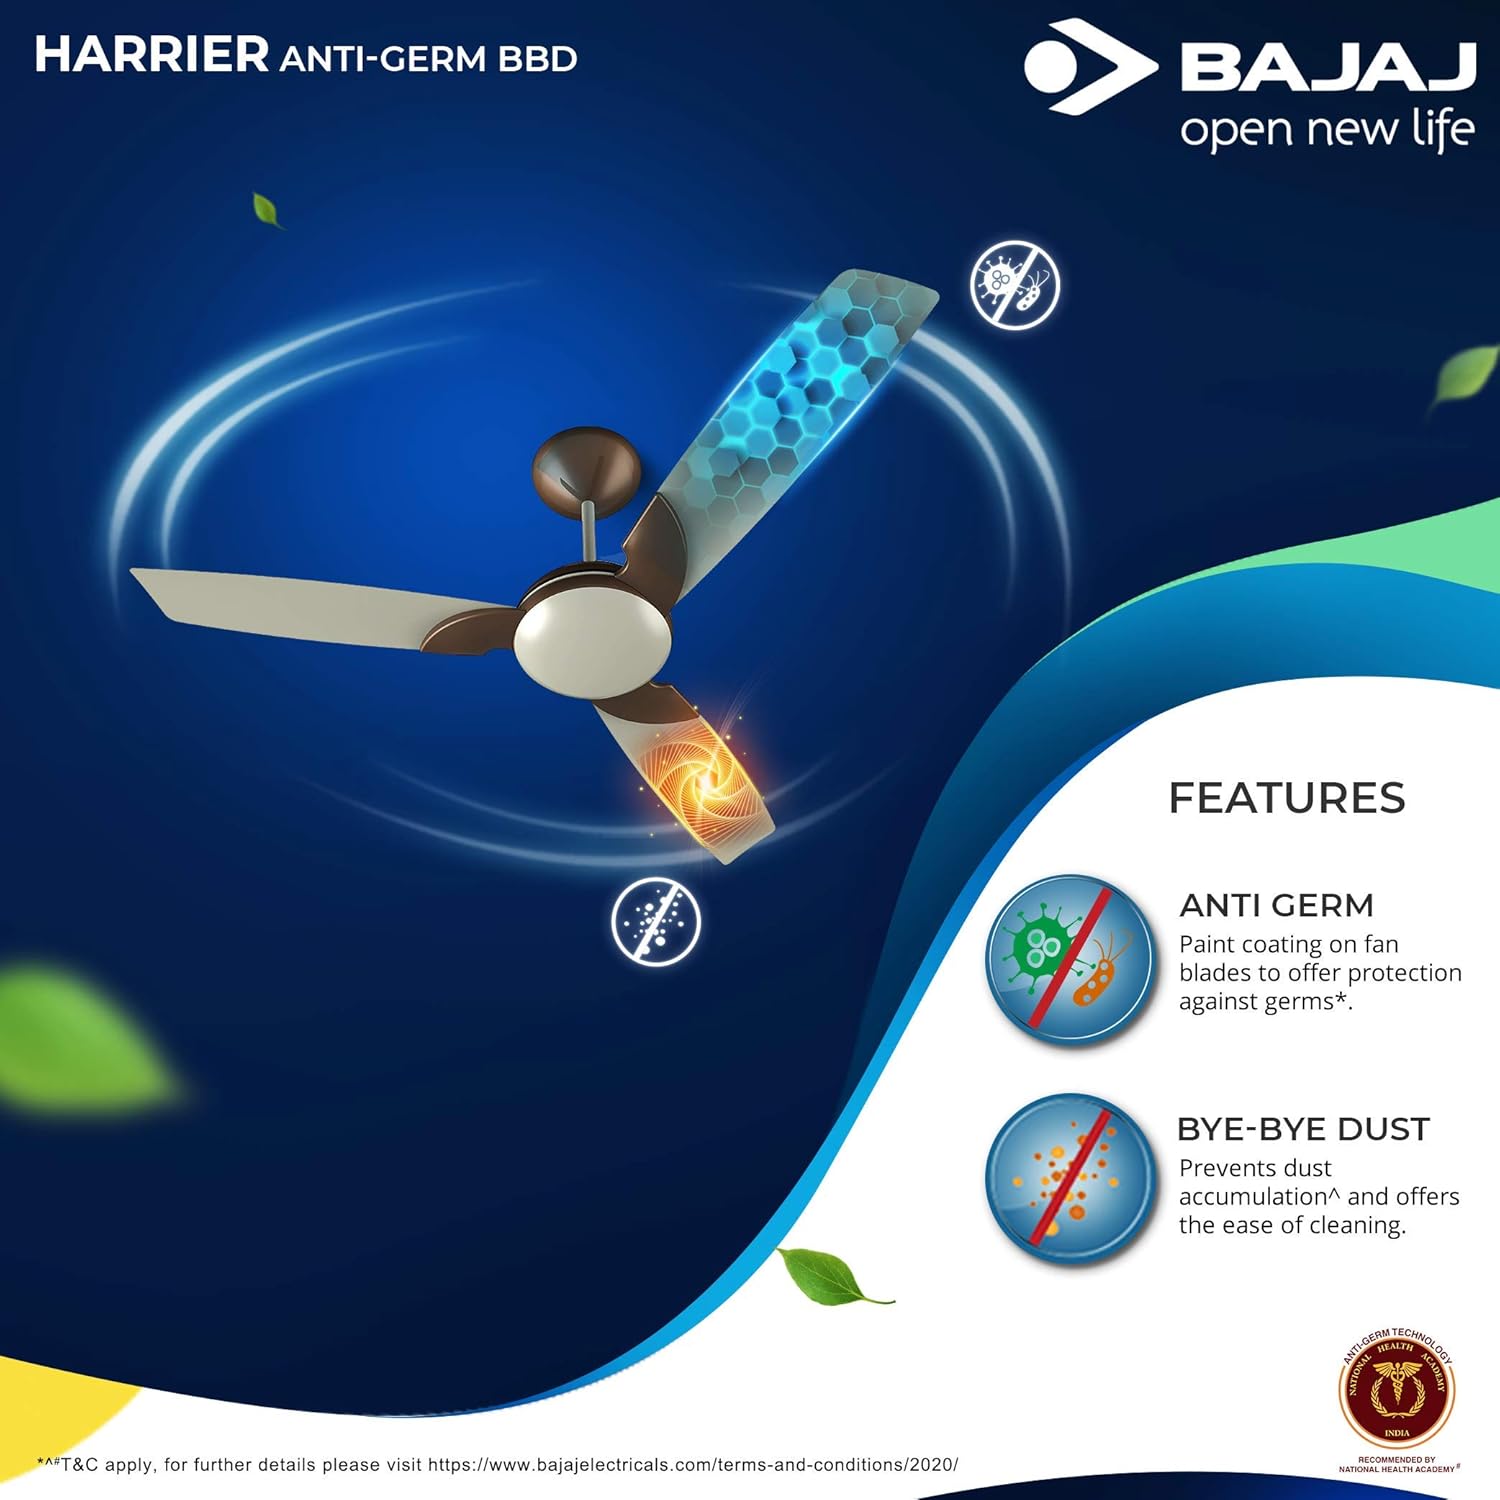 HARRIER ANTI-GERM BBD
BAJAJ
open new life
FEATURES
ANTI GERM
Paint coating on fan
blades to offer protection
against germs*.
BYE-BYE DUST
Prevents dust
accumulation^ and offers
the ease of cleaning.
ANTI-GERM TECHNOLOGY
NATIONAL HEALTH ACADEMY
INDIA
RECOMMENDED BY
NATIONAL HEALTH ACADEMY#
*^#T&C apply, for further details please visit https://www.bajajelectricals.com/terms-and-conditions/2020/